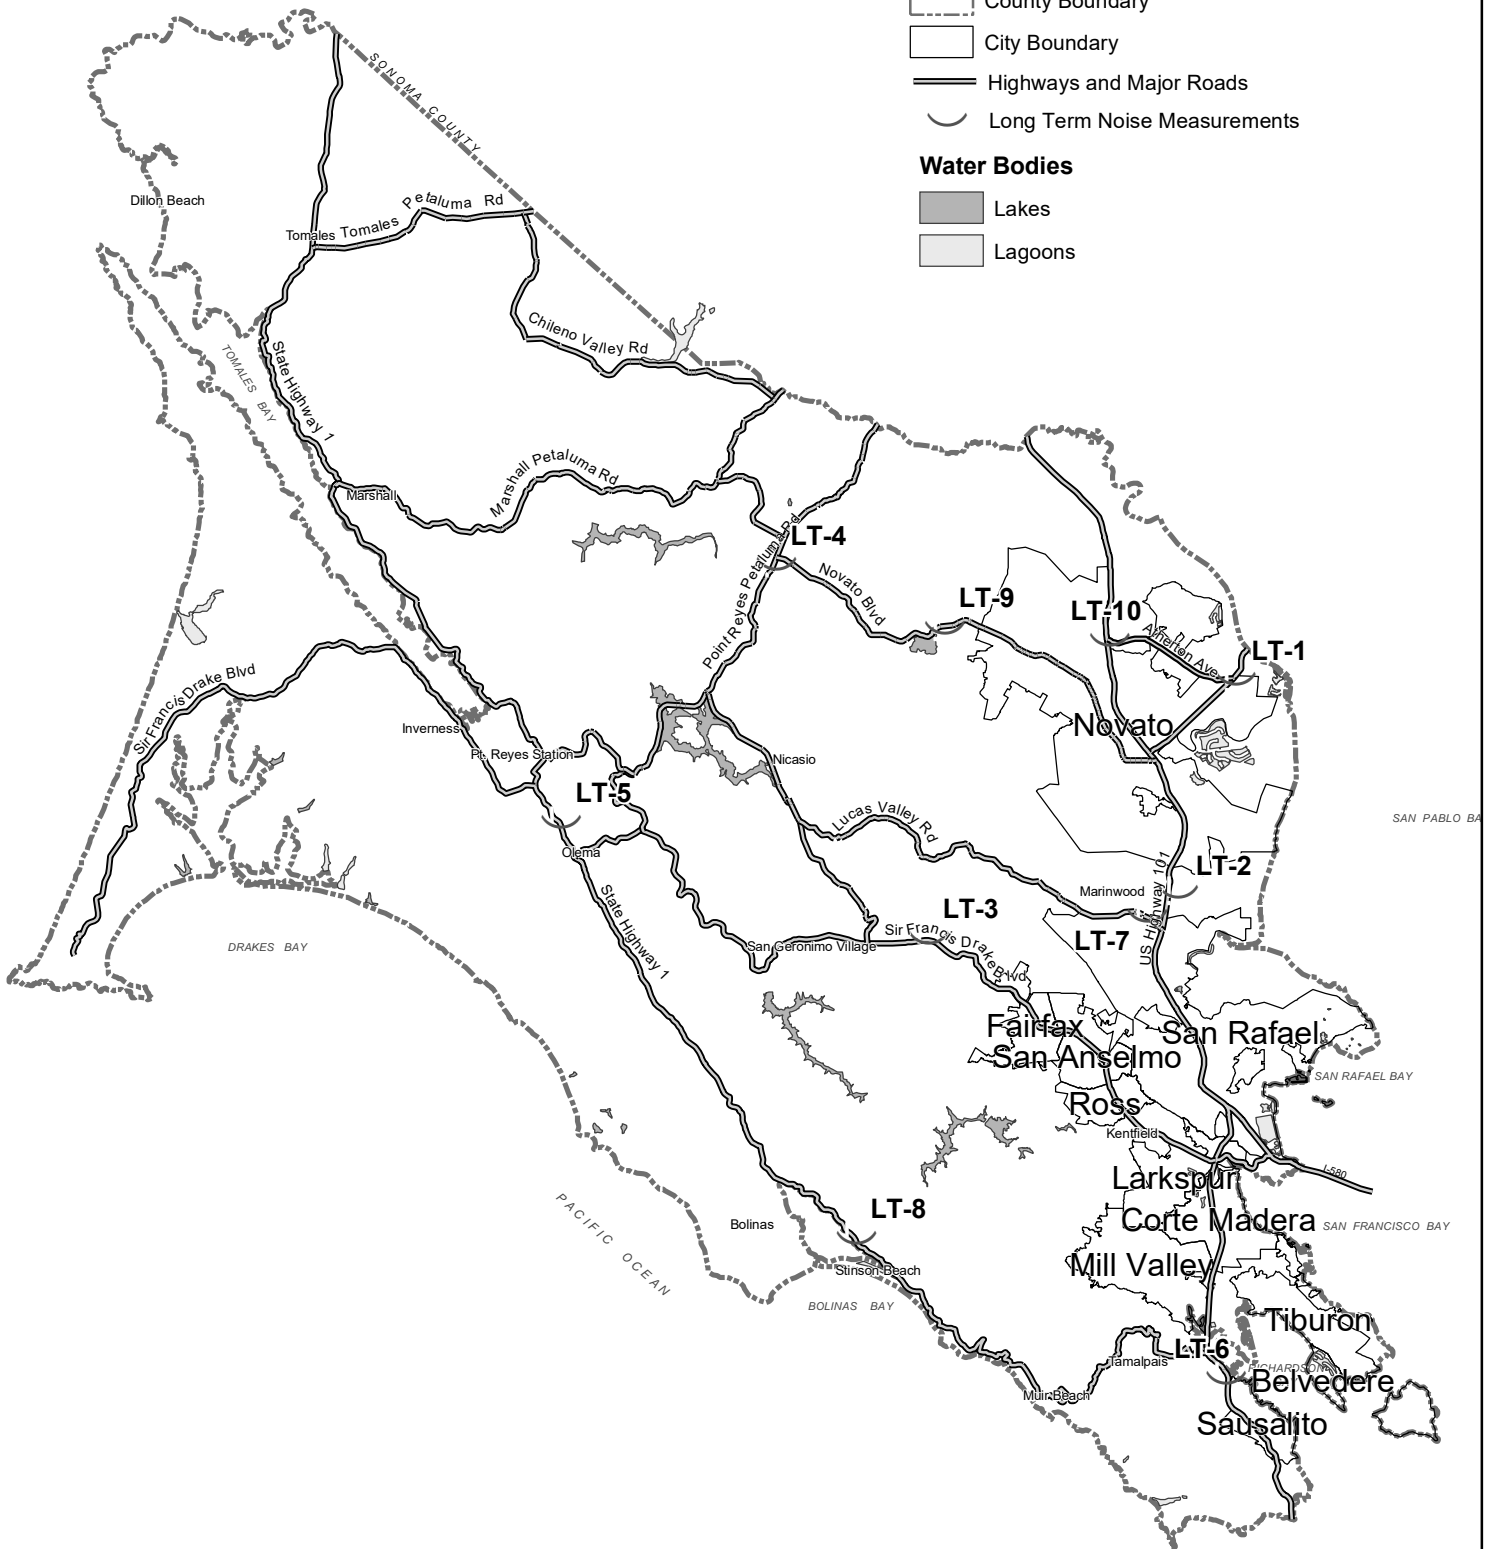 County Boundary
City Boundary
Highways and Major Roads
Long Term Noise Measurements
Water Bodies
Lakes
Lagoons
SONOMA COUNTY
Dillon Beach
Tomales
Tomales Petaluma Rd
Chileno Valley Rd
TOMALES BAY
State Highway 1
Marshall
Marshall Petaluma Rd
LT-4
Point Reyes Petaluma Rd
Novato Blvd
LT-9
LT-10
Atherton Ave
LT-1
Sir Francis Drake Blvd
Inverness
Pt. Reyes Station
Novato
Nicasio
LT-5
Lucas Valley Rd
SAN PABLO BA
Olema
LT-2
Marinwood
US Highway 101
LT-3
LT-7
State Highway 1
San Geronimo Village
Sir Francis Drake Blvd
DRAKES BAY
Fairfax
San Rafael
San Anselmo
SAN RAFAEL BAY
Ross
Kentfield
I-580
Larkspur
LT-8
Bolinas
Corte Madera
SAN FRANCISCO BAY
PACIFIC OCEAN
Stinson Beach
Mill Valley
BOLINAS BAY
Tiburon
LT-6
Tamalpais
RICHARDSON
Belvedere
Muir Beach
Sausalito